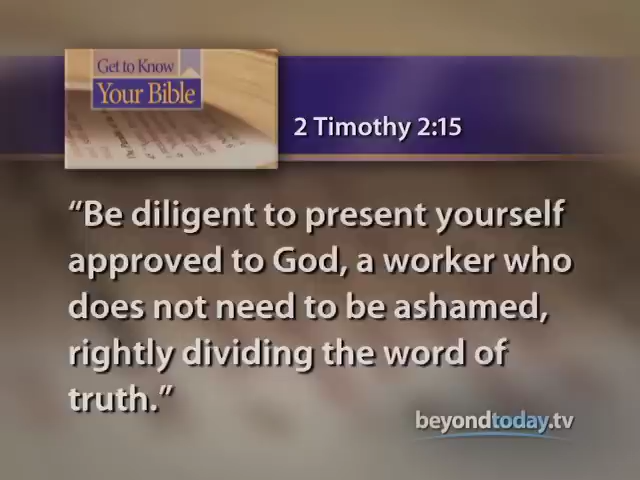 Get to Know
Your Bible
2 Timothy 2:15
“Be diligent to present yourself
approved to God, a worker who
does not need to be ashamed,
rightly dividing the word of
truth.”
beyondtoday.tv